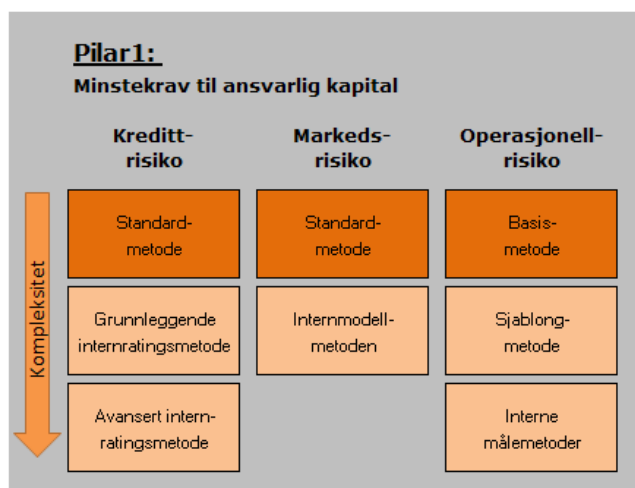 Pilar1:
Minstekrav til ansvarlig kapital
Kreditt-
risiko
Markeds-
risiko
Operasjonell-
risiko
Kompleksitet
Standard-
metode
Standard-
metode
Basis-
metode
Grunnleggende
internratingsmetode
Internmodell-
metoden
Sjablong-
metode
Avansert intern-
ratingsmetode
Interne
målemetoder